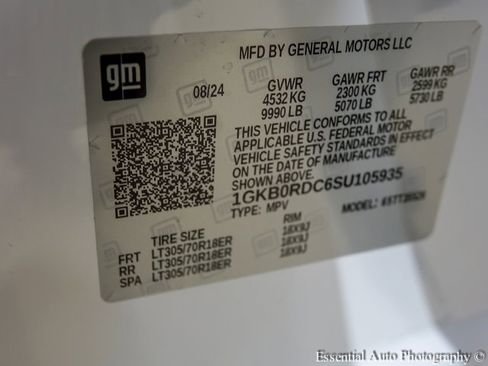 gm
MFD BY GENERAL MOTORS LLC
08/24 GVWR GAWR FRT GAWR RR
4532 KG 2300 KG 2599 KG
9990 LB 5070 LB 5730 LB
THIS VEHICLE CONFORMS TO ALL
APPLICABLE U.S. FEDERAL MOTOR
VEHICLE SAFETY STANDARDS IN EFFECT
ON THE DATE OF MANUFACTURE
1GKB0RDC6SU105935
TYPE: MPV MODEL:
TIRE SIZE RIM
FRT LT305/70R18ER 18X9J
RR LT305/70R18ER 18X9J
SPA LT305/70R18ER 18X9J
Essential Auto Photography ©